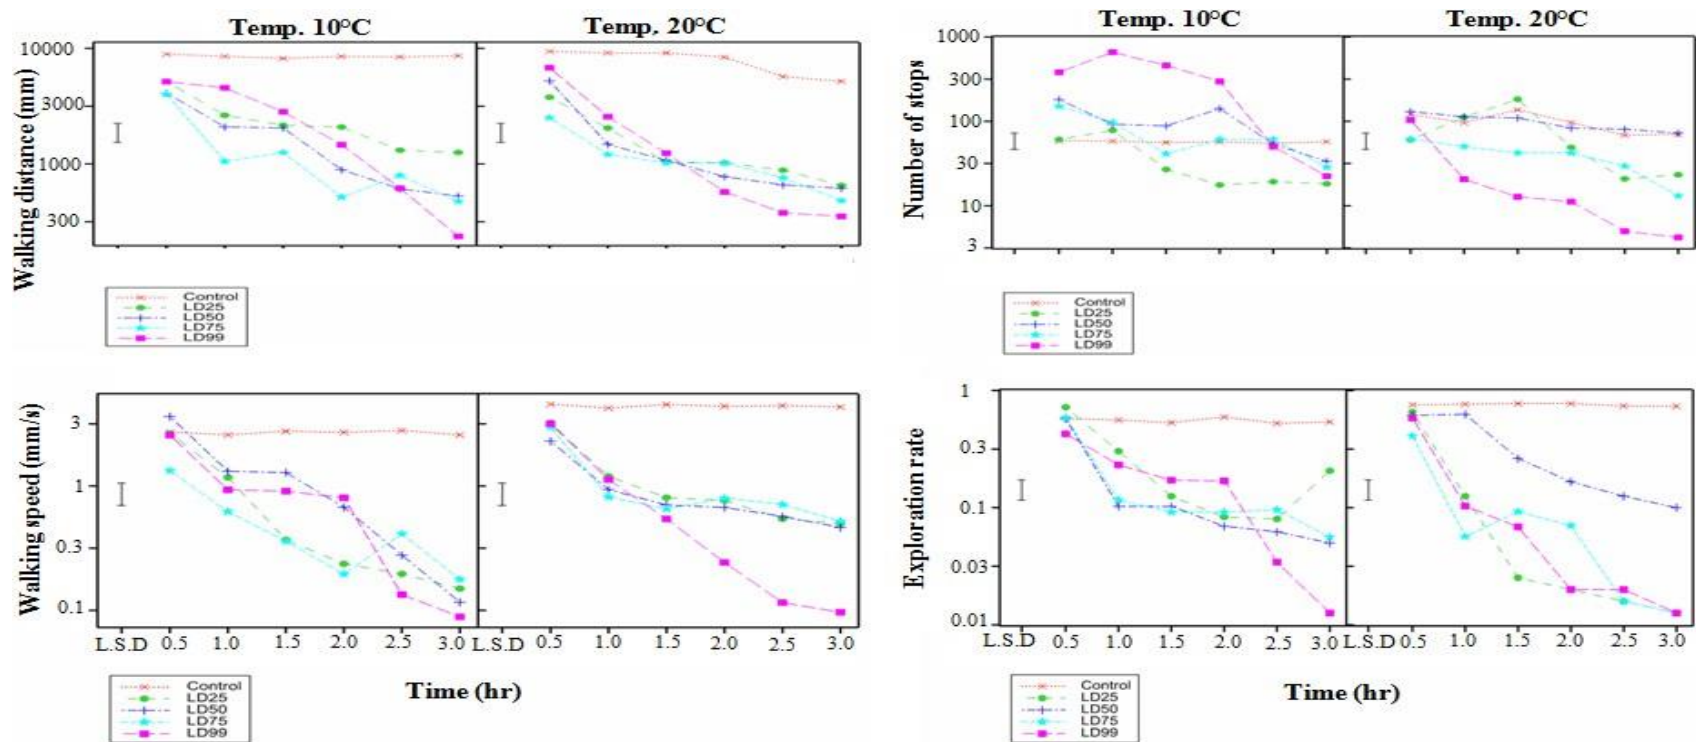 Temp. 10°C
Temp, 20°C
Walking distance (mm)
10000
3000
1000
300
Control
LD25
LD50
LD75
LD99
Temp. 10°C
Temp. 20°C
Number of stops
1000
300
100
30
10
3
Control
LD25
LD50
LD75
LD99
Walking speed (mm/s)
3
1
0.3
0.1
L.S.D 0.5 1.0 1.5 2.0 2.5 3.0 L.S.D 0.5 1.0 1.5 2.0 2.5 3.0
Time (hr)
Control
LD25
LD50
LD75
LD99
Exploration rate
1
0.3
0.1
0.03
0.01
L.S.D 0.5 1.0 1.5 2.0 2.5 3.0 L.S.D 0.5 1.0 1.5 2.0 2.5 3.0
Time (hr)
Control
LD25
LD50
LD75
LD99